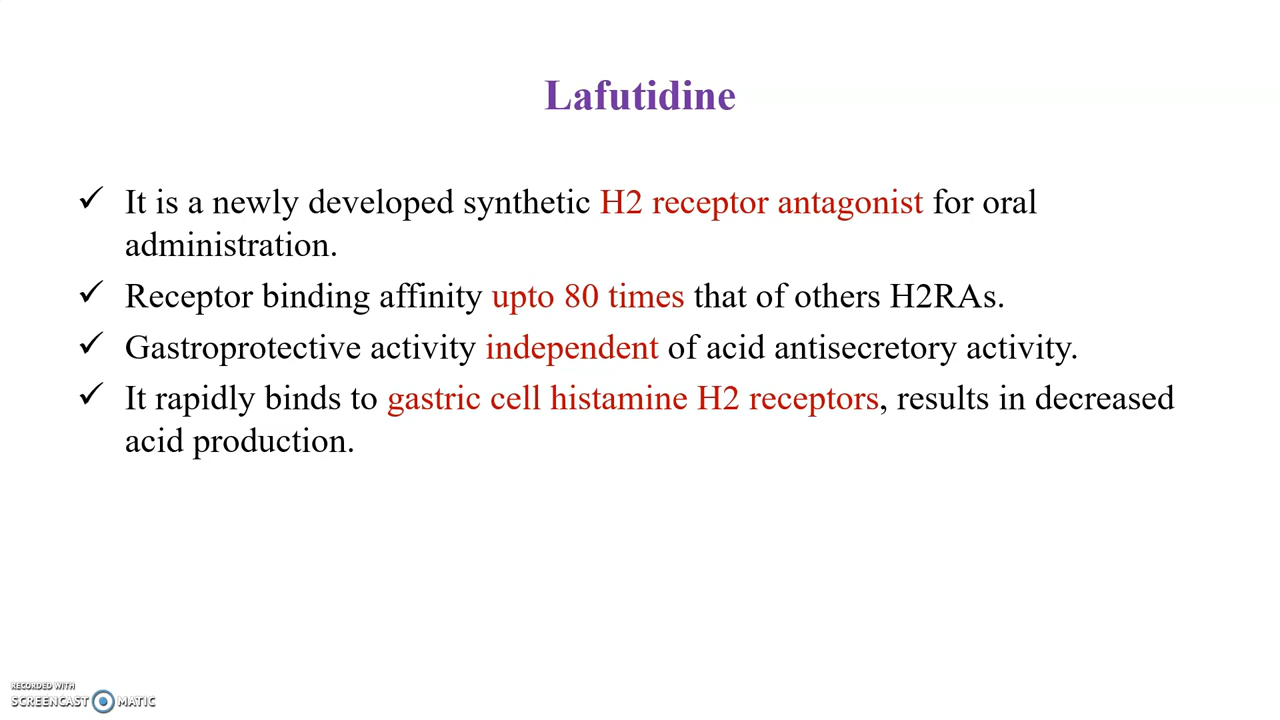 Lafutidine
✓ It is a newly developed synthetic H2 receptor antagonist for oral
administration.
✓ Receptor binding affinity upto 80 times that of others H2RAs.
✓ Gastroprotective activity independent of acid antisecretory activity.
✓ It rapidly binds to gastric cell histamine H2 receptors, results in decreased
acid production.
RECORDED WITH
SCREENCAST MATIC